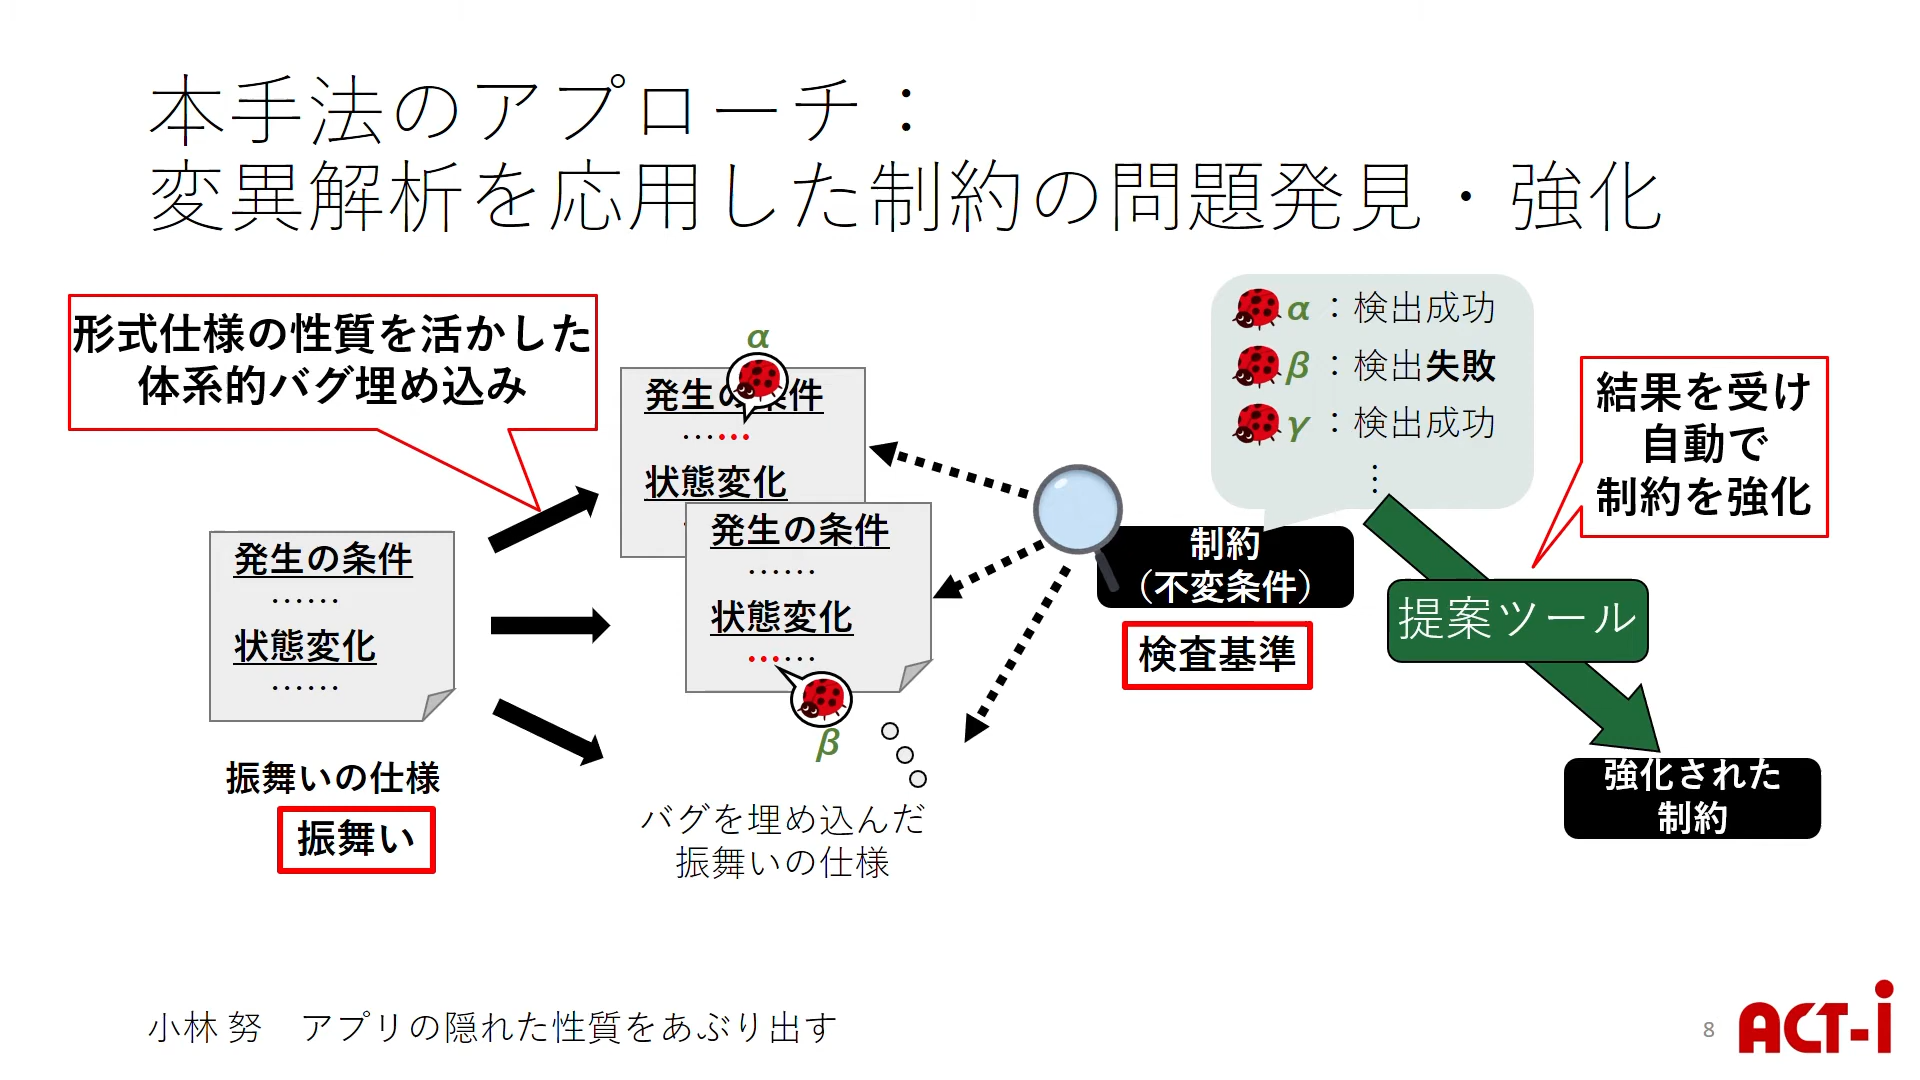 本手法のアプローチ：
変異解析を応用した制約の問題発見・強化
形式仕様の性質を活かした
体系的バグ埋め込み
発生の条件
……
状態変化
……
振舞いの仕様
振舞い
α
発生の条件
……
状態変化
発生の条件
……
状態変化
……
β
バグを埋め込んだ
振舞いの仕様
α：検出成功
β：検出失敗
γ：検出成功
⋮
制約
（不変条件）
検査基準
結果を受け
自動で
制約を強化
提案ツール
強化された
制約
小林 努　アプリの隠れた性質をあぶり出す
8
ACT-i